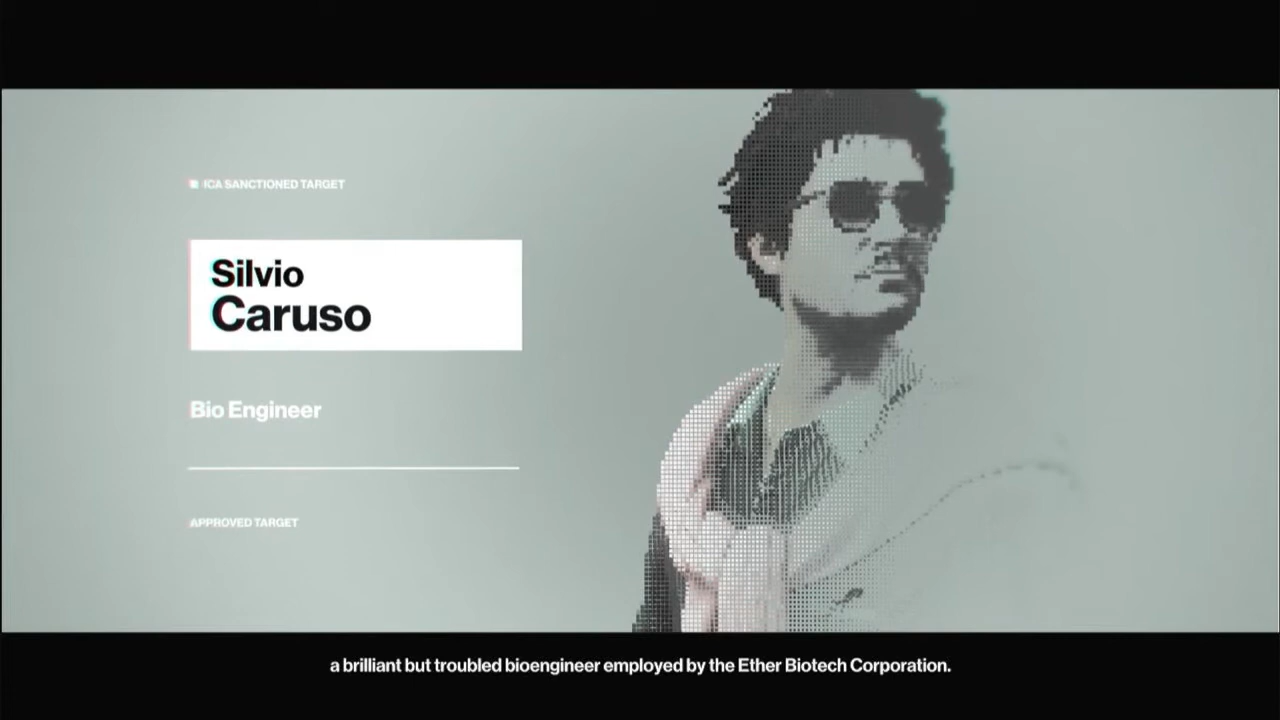 ICA SANCTIONED TARGET
Silvio
Caruso
Bio Engineer
APPROVED TARGET
a brilliant but troubled bioengineer employed by the Ether Biotech Corporation.